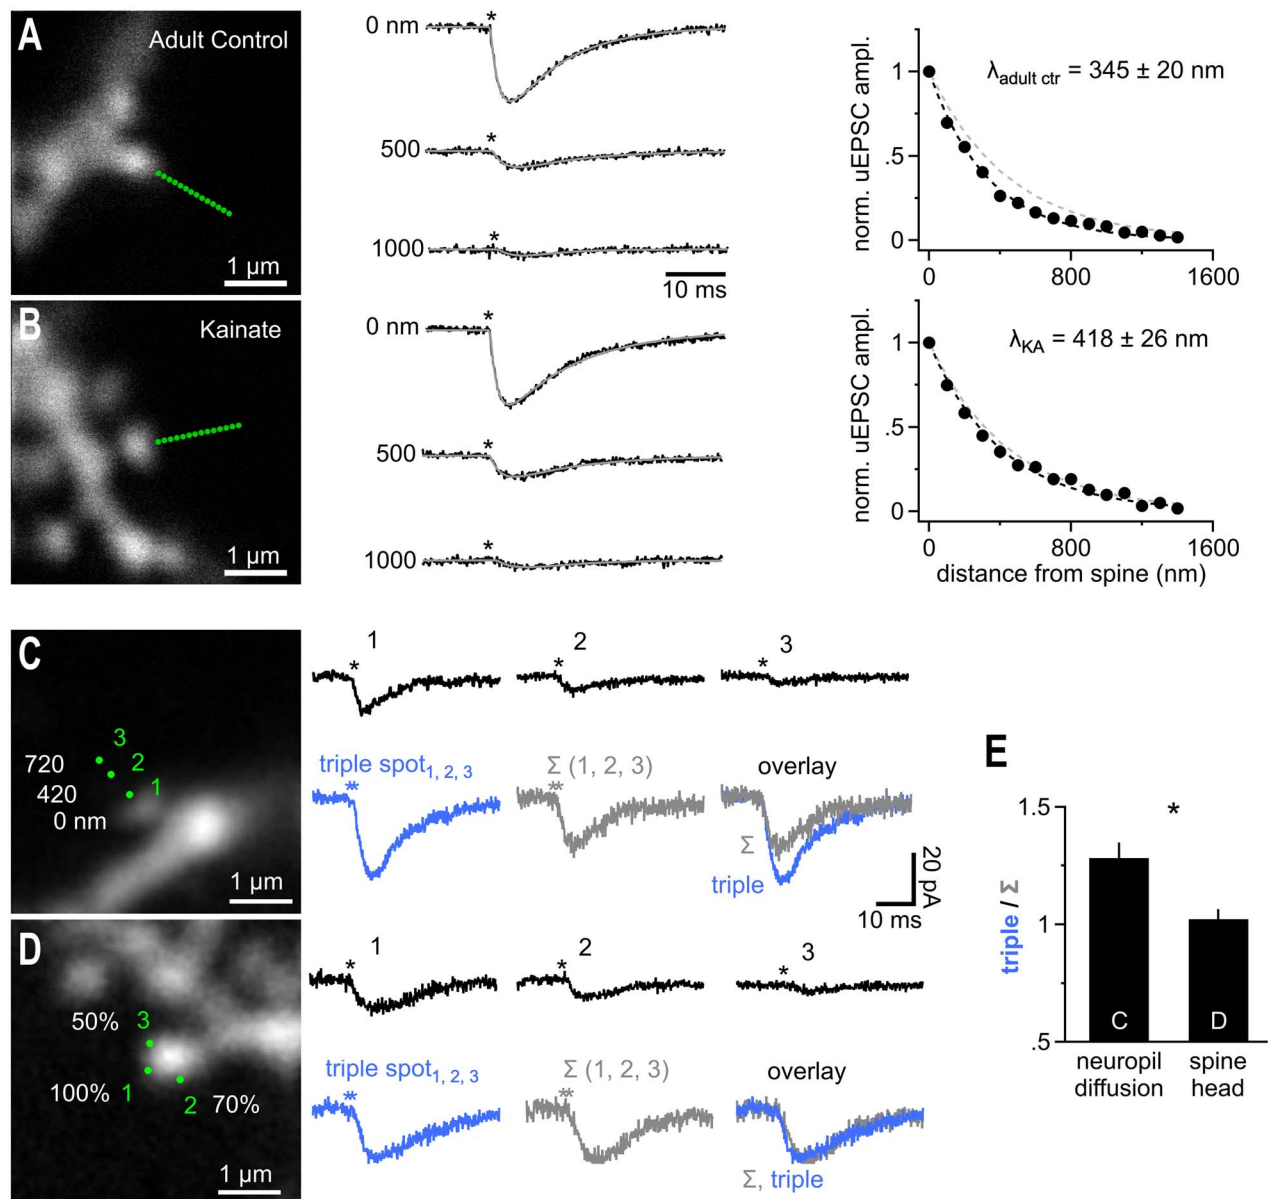 A
Adult Control
1 µm
0 nm
*
500
*
1000
*
10 ms
norm. uEPSC ampl.
1
.5
0
λadult ctr = 345 ± 20 nm
0
800
1600
B
Kainate
1 µm
0 nm
*
500
*
1000
*
norm. uEPSC ampl.
1
.5
0
λKA = 418 ± 26 nm
0
800
1600
distance from spine (nm)
C
3
720
2
420
1
0 nm
1 µm
1
*
2
*
3
*
triple spot1, 2, 3
**
Σ (1, 2, 3)
**
overlay
Σ
triple
20 pA
10 ms
D
50%
3
100%
1
2
70%
1 µm
1
*
2
*
3
*
triple spot1, 2, 3
**
Σ (1, 2, 3)
**
overlay
Σ, triple
E
triple / Σ
1.5
1
.5
*
C
D
neuropil
diffusion
spine
head